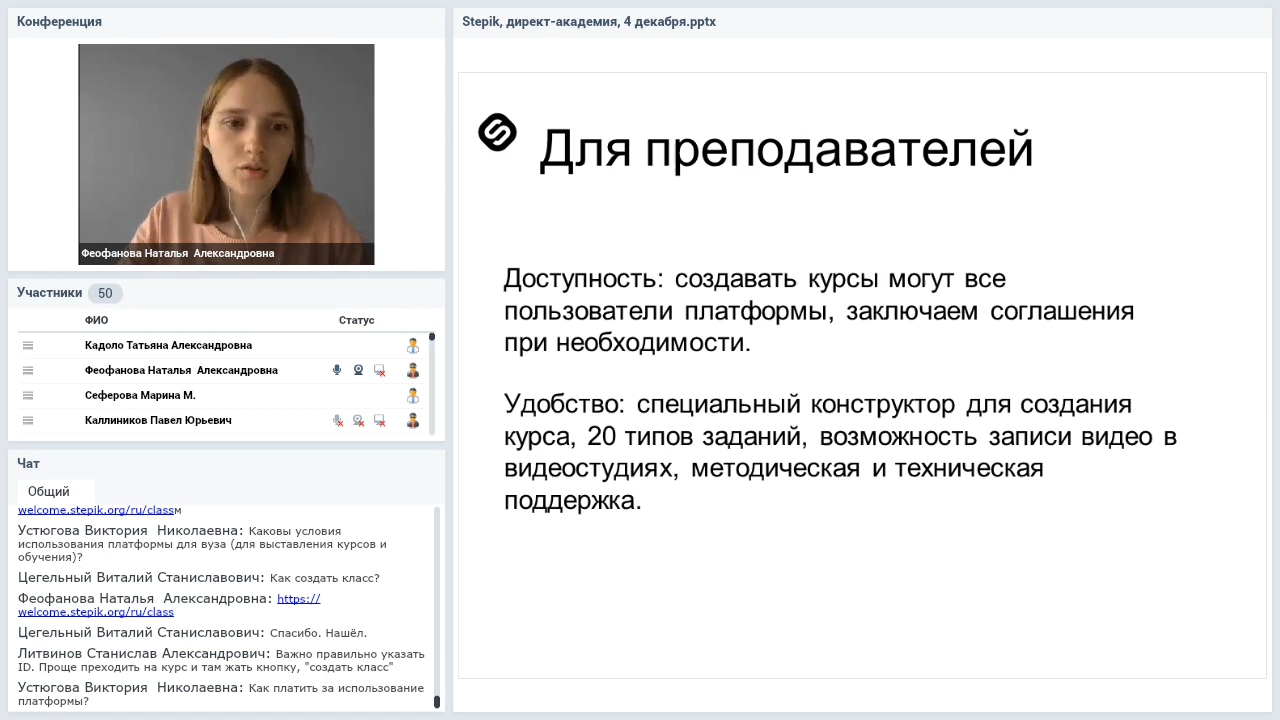 Конференция
Феофанова Наталья  Александровна
Участники 50
ФИО Статус
Кадоло Татьяна Александровна
Феофанова Наталья  Александровна
Сеферова Марина М.
Каллиников Павел Юрьевич
Чат
Общий
welcome.stepik.org/ru/classм
Устюгова Виктория  Николаевна: Каковы условия
использования платформы для вуза (для выставления курсов и
обучения)?
Цегельный Виталий Станиславович: Как создать класс?
Феофанова Наталья  Александровна: https://
welcome.stepik.org/ru/class
Цегельный Виталий Станиславович: Спасибо. Нашёл.
Литвинов Станислав Александрович: Важно правильно указать
ID. Проще преходить на курс и там жать кнопку, "создать класс"
Устюгова Виктория  Николаевна: Как платить за использование
платформы?
Stepik, директ-академия, 4 декабря.pptx
Для преподавателей
Доступность: создавать курсы могут все
пользователи платформы, заключаем соглашения
при необходимости.
Удобство: специальный конструктор для создания
курса, 20 типов заданий, возможность записи видео в
видеостудиях, методическая и техническая
поддержка.